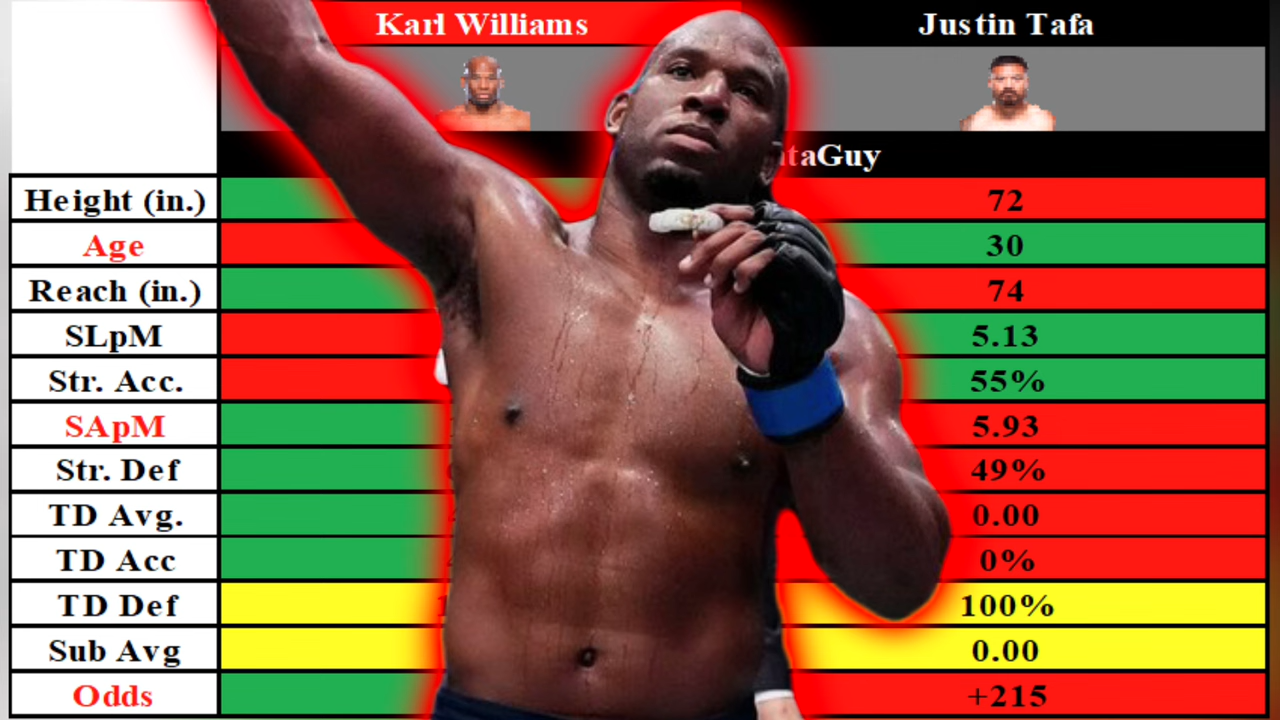 Karl Williams Justin Tafa
taGuy
Height (in.) 72
Age 30
Reach (in.) 74
SLpM 5.13
Str. Acc. 55%
SApM 5.93
Str. Def 49%
TD Avg. 0.00
TD Acc 0%
TD Def 100%
Sub Avg 0.00
Odds +215